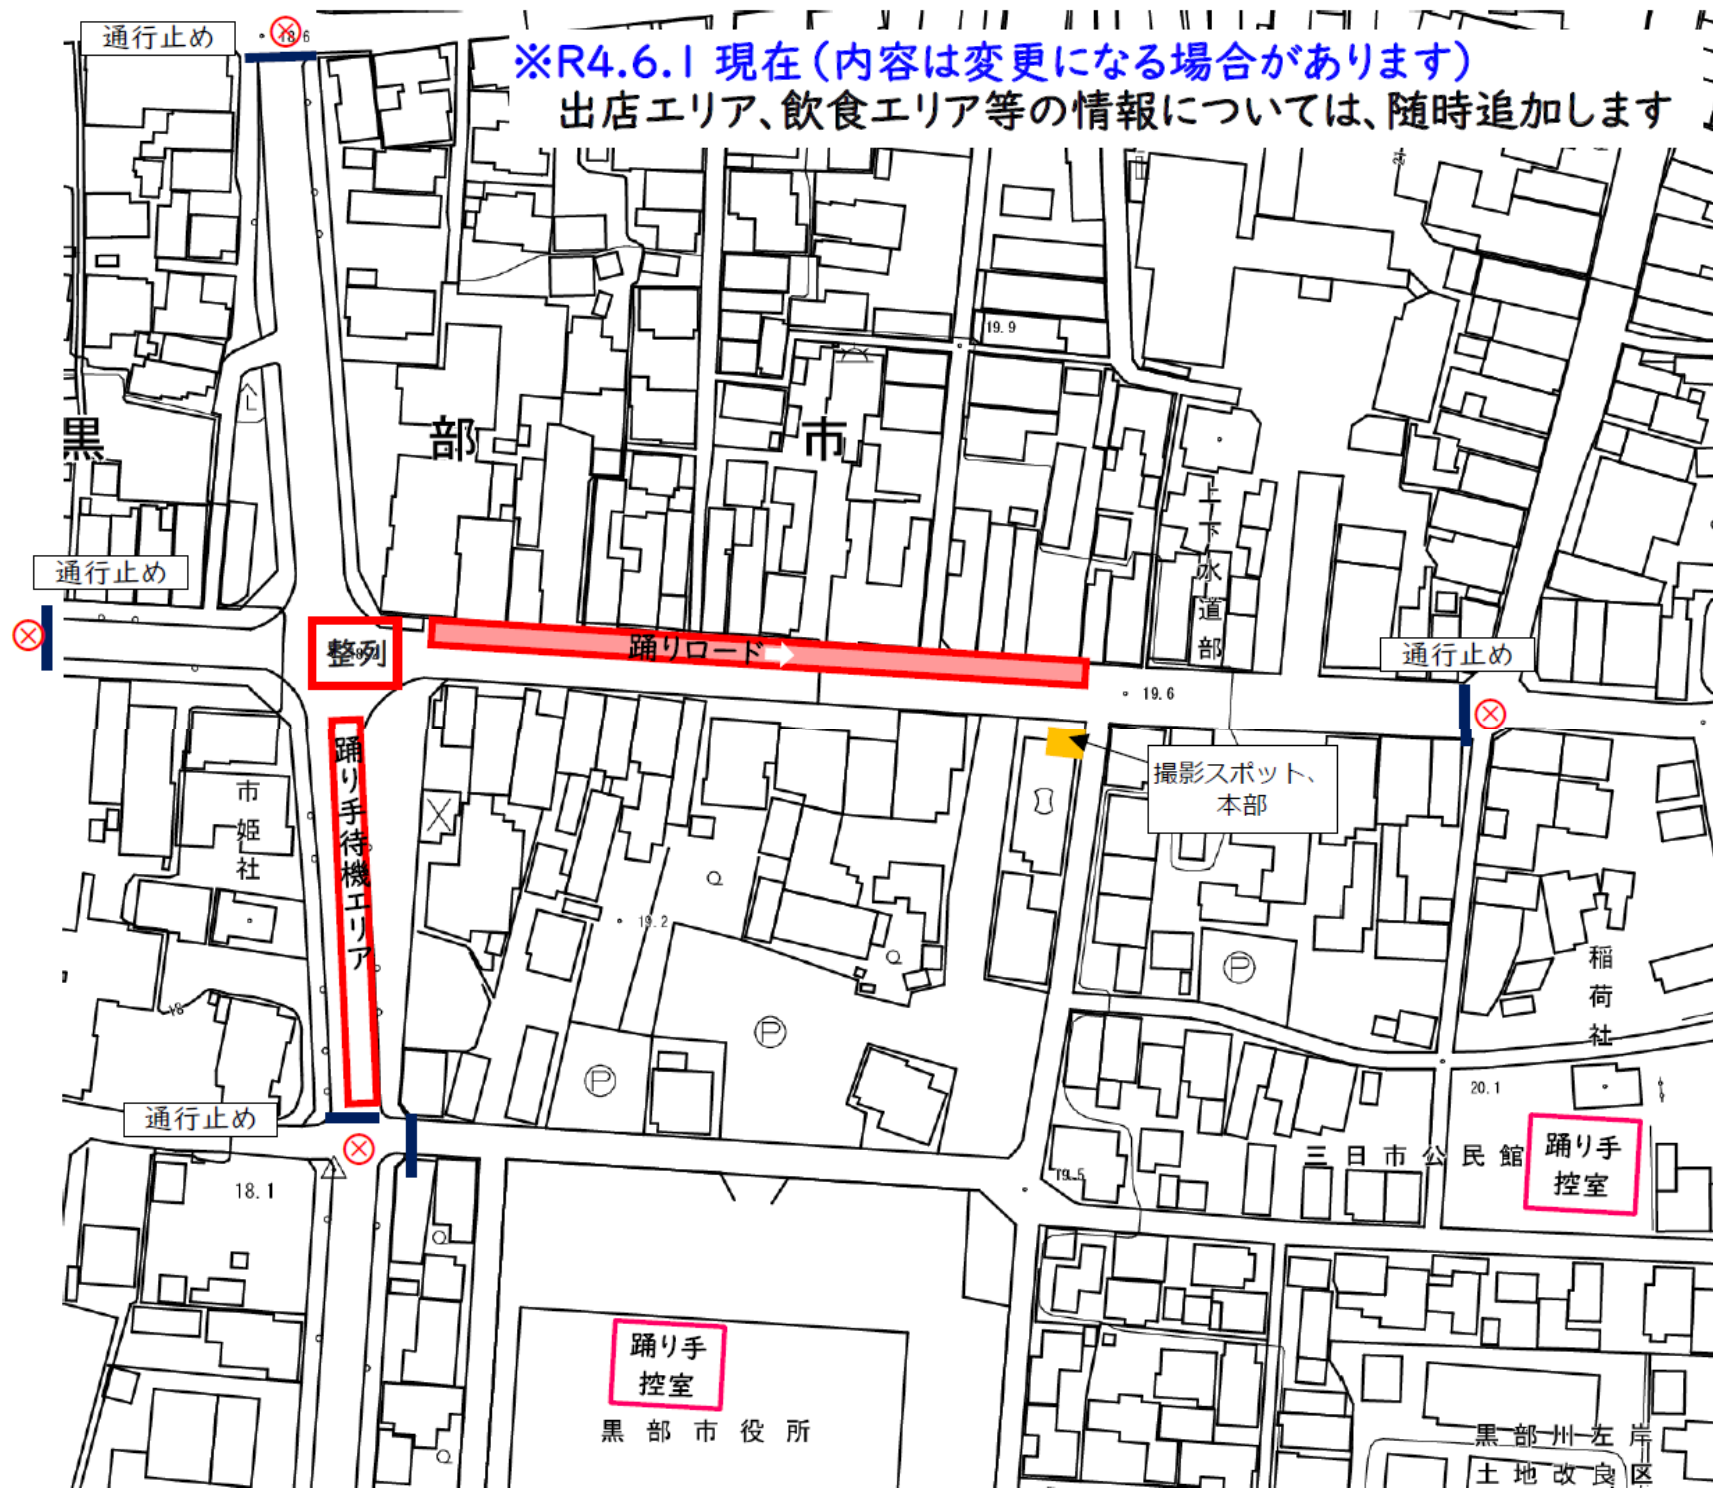 通行止め
※R4.6.1 現在（内容は変更になる場合があります）
出店エリア、飲食エリア等の情報については、随時追加します
19.9
黒
部
市
上下水道部
通行止め
整列
踊りロード
通行止め
19.6
撮影スポット、
本部
踊り手待機エリア
市姫社
19.2
稲荷社
18
20.1
通行止め
三日市公民館
踊り手
控室
19.5
18.1
踊り手
控室
黒部市役所
黒部川左岸
土地改良区